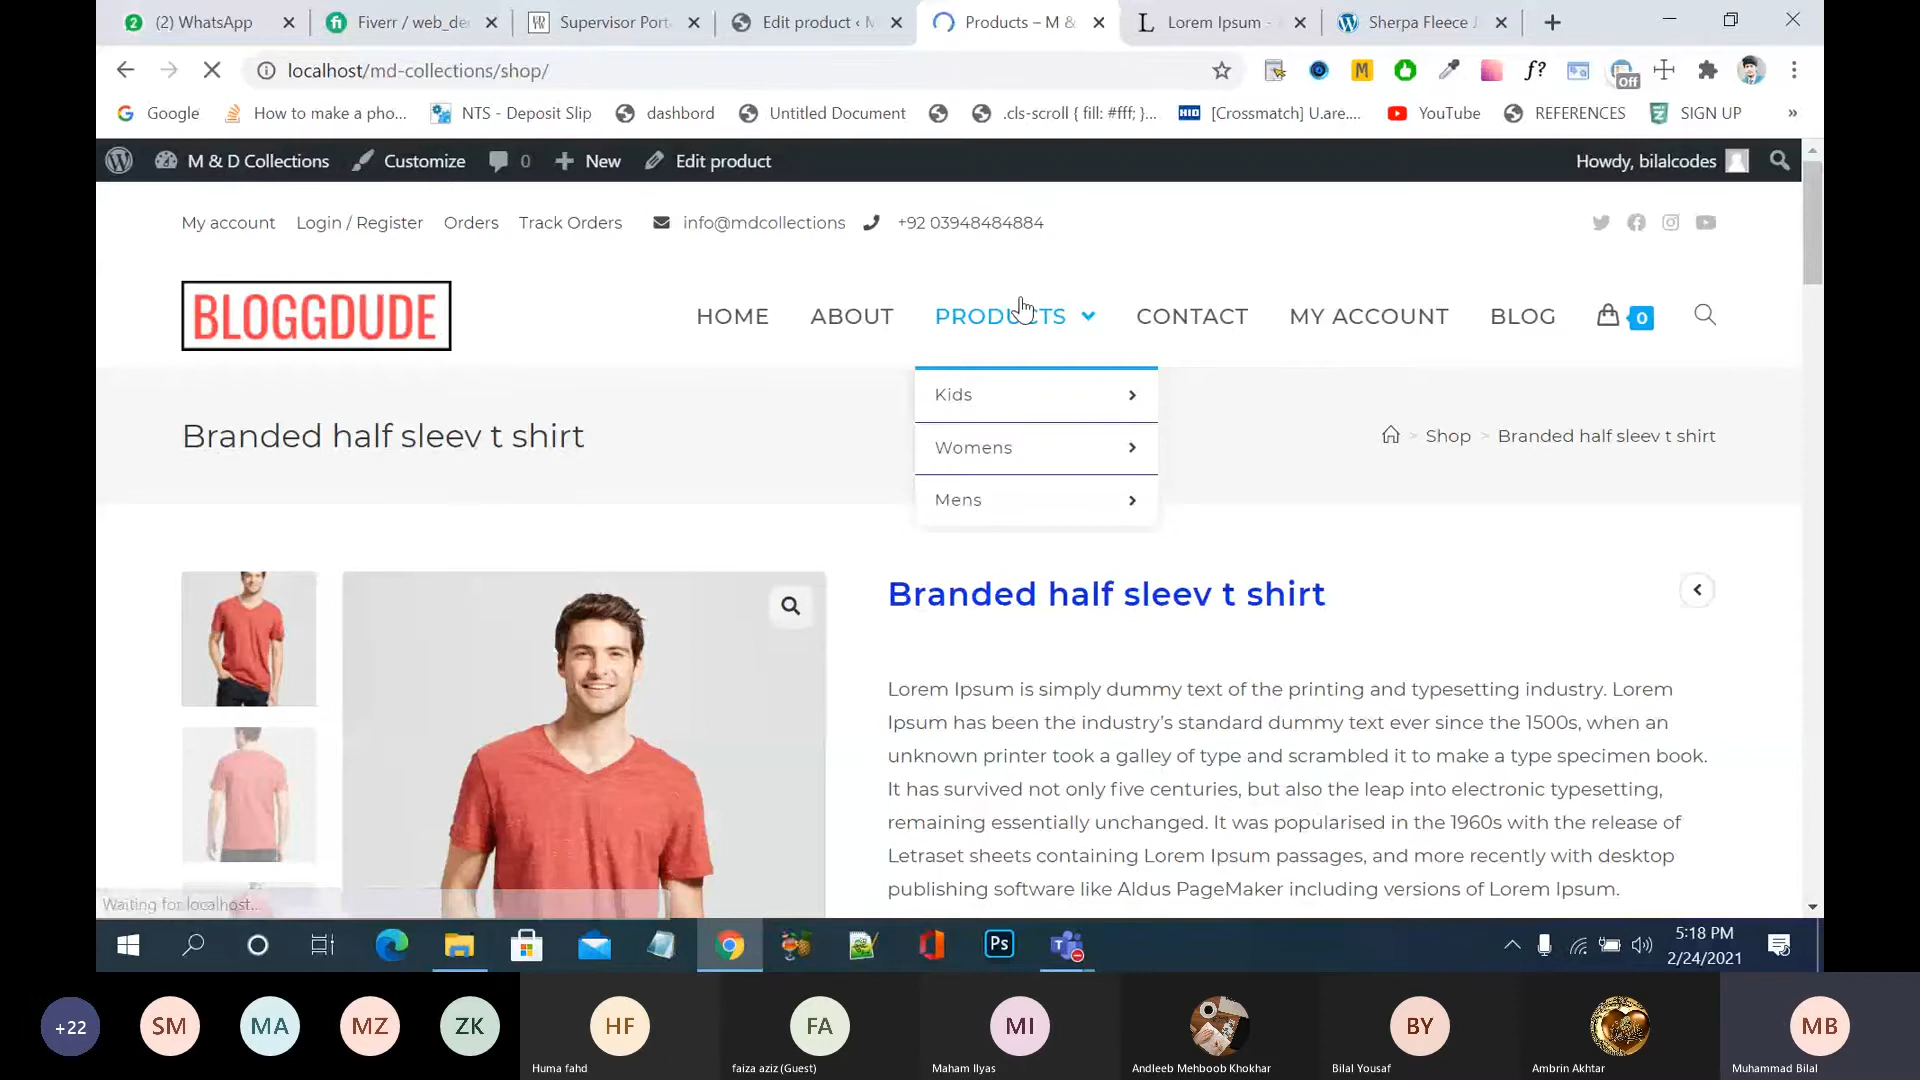 (2) WhatsApp
Fiverr / web_de
Supervisor Port
Edit product ‹ M
Products – M &
Lorem Ipsum -
Sherpa Fleece J
localhost/md-collections/shop/
M
f?
Off
Google
How to make a pho...
NTS - Deposit Slip
dashbord
Untitled Document
.cls-scroll { fill: #fff; }...
HID
[Crossmatch] U.are....
YouTube
REFERENCES
SIGN UP
»
M & D Collections
Customize
0
New
Edit product
Howdy, bilalcodes
My account
Login / Register
Orders
Track Orders
info@mdcollections
+92 03948484884
BLOGGDUDE
HOME
ABOUT
PRODUCTS
CONTACT
MY ACCOUNT
BLOG
0
Kids
Womens
Mens
Branded half sleev t shirt
> Shop > Branded half sleev t shirt
Branded half sleev t shirt
Lorem Ipsum is simply dummy text of the printing and typesetting industry. Lorem
Ipsum has been the industry's standard dummy text ever since the 1500s, when an
unknown printer took a galley of type and scrambled it to make a type specimen book.
It has survived not only five centuries, but also the leap into electronic typesetting,
remaining essentially unchanged. It was popularised in the 1960s with the release of
Letraset sheets containing Lorem Ipsum passages, and more recently with desktop
publishing software like Aldus PageMaker including versions of Lorem Ipsum.
Waiting for localhost...
Ps
5:18 PM
2/24/2021
+22
SM
MA
MZ
ZK
HF
FA
MI
BY
MB
Huma fahd
faiza aziz (Guest)
Maham Ilyas
Andleeb Mehboob Khokhar
Bilal Yousaf
Ambrin Akhtar
Muhammad Bilal